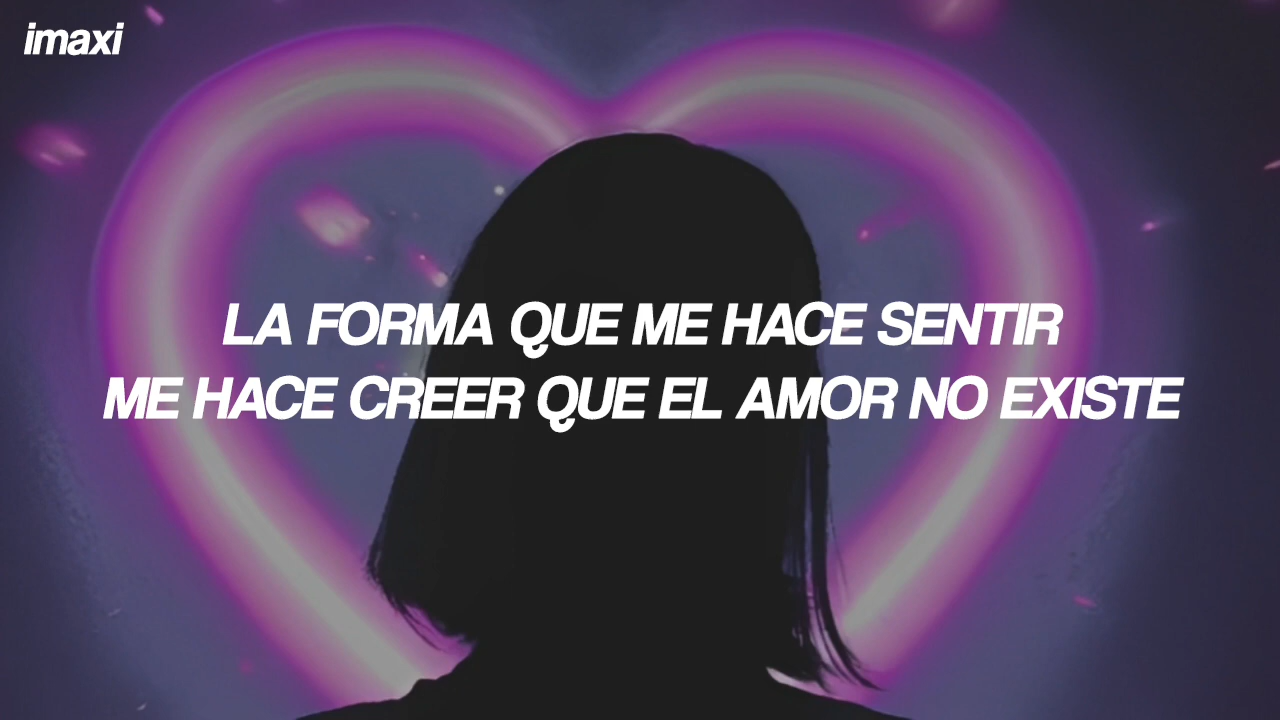 imaxi
LA FORMA QUE ME HACE SENTIR
ME HACE CREER QUE EL AMOR NO EXISTE